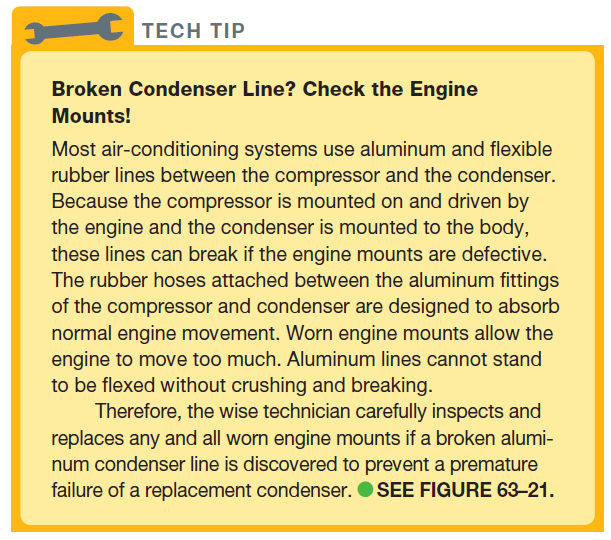 TECH TIP
Broken Condenser Line? Check the Engine
Mounts!
Most air-conditioning systems use aluminum and flexible
rubber lines between the compressor and the condenser.
Because the compressor is mounted on and driven by
the engine and the condenser is mounted to the body,
these lines can break if the engine mounts are defective.
The rubber hoses attached between the aluminum fittings
of the compressor and condenser are designed to absorb
normal engine movement. Worn engine mounts allow the
engine to move too much. Aluminum lines cannot stand
to be flexed without crushing and breaking.
Therefore, the wise technician carefully inspects and
replaces any and all worn engine mounts if a broken alumi-
num condenser line is discovered to prevent a premature
failure of a replacement condenser. ● SEE FIGURE 63–21.